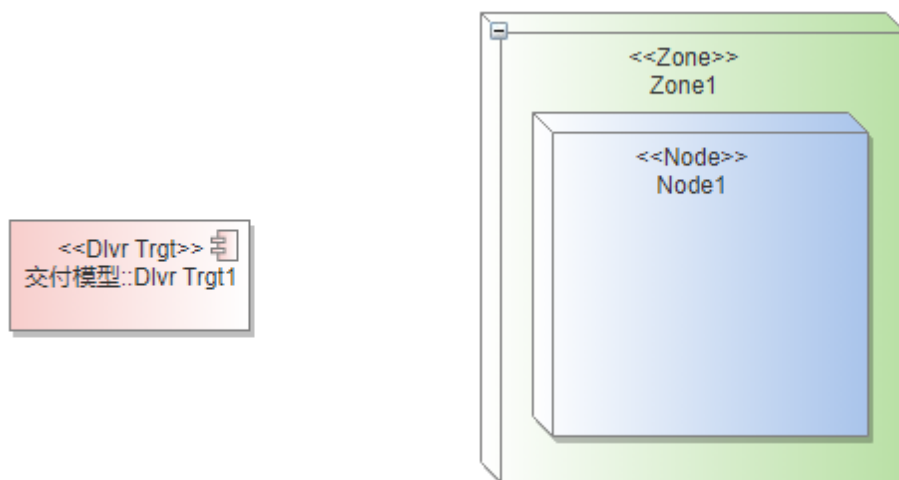 <<Zone>>
Zone1
<<Node>>
Node1
<<Dlvr Trgt>>
交付模型::Dlvr Trgt1